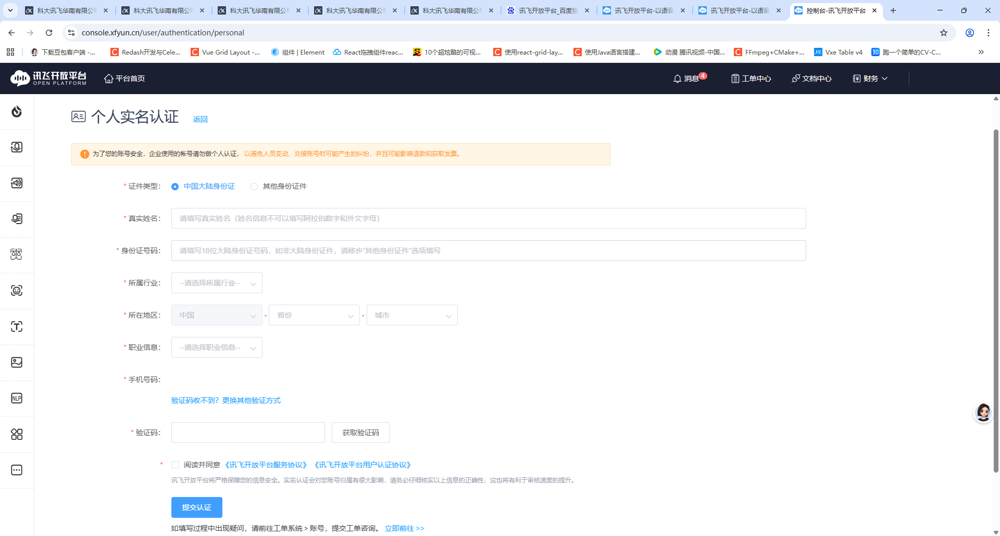 科大讯飞华南有限公司
科大讯飞华南有限公司
科大讯飞华南有限公司
科大讯飞华南有限公司
科大讯飞华南有限公司
讯飞开放平台_百度搜
讯飞开放平台-以语音
讯飞开放平台-以语音
控制台-讯飞开放平台
console.xfyun.cn/user/authentication/personal
下载豆包客户端 -...
Redash开发与Cele...
Vue Grid Layout -...
组件 | Element
React拖拽组件reac...
10个超炫酷的可视...
使用react-grid-lay...
使用Java语言搭建...
动漫 腾讯视频-中国...
FFmpeg+CMake+...
Vxe Table v4
知 跑一个简单的CV-C...
讯飞开放平台
OPEN PLATFORM
平台首页
消息 4
工单中心
文档中心
财务
个人实名认证
返回
为了您的账号安全，企业使用的帐号请勿做个人认证，以避免人员变动、交接账号时可能产生的纠纷，并且可能影响退款和获取发票。
* 证件类型：
中国大陆身份证
其他身份证件
* 真实姓名：
请填写真实姓名（姓名信息不可以填写阿拉伯数字和外文字母）
* 身份证号码：
请填写18位大陆身份证号码，如非大陆身份证件，请移步“其他身份证件”选项填写
* 所属行业：
--请选择所属行业--
* 所在地区：
中国 - 省份 - 城市
* 职业信息：
--请选择职业信息--
* 手机号码：
验证码收不到？更换其他验证方式
* 验证码：
获取验证码
* 阅读并同意《讯飞开放平台服务协议》《讯飞开放平台用户认证协议》
讯飞开放平台将严格保障您的信息安全。实名认证会对您账号归属有很大影响，请务必仔细核实以上信息的正确性，这也将有利于审核速度的提升。
提交认证
如填写过程中出现疑问，请前往工单系统 > 账号，提交工单咨询。 立即前往 >>
NLP